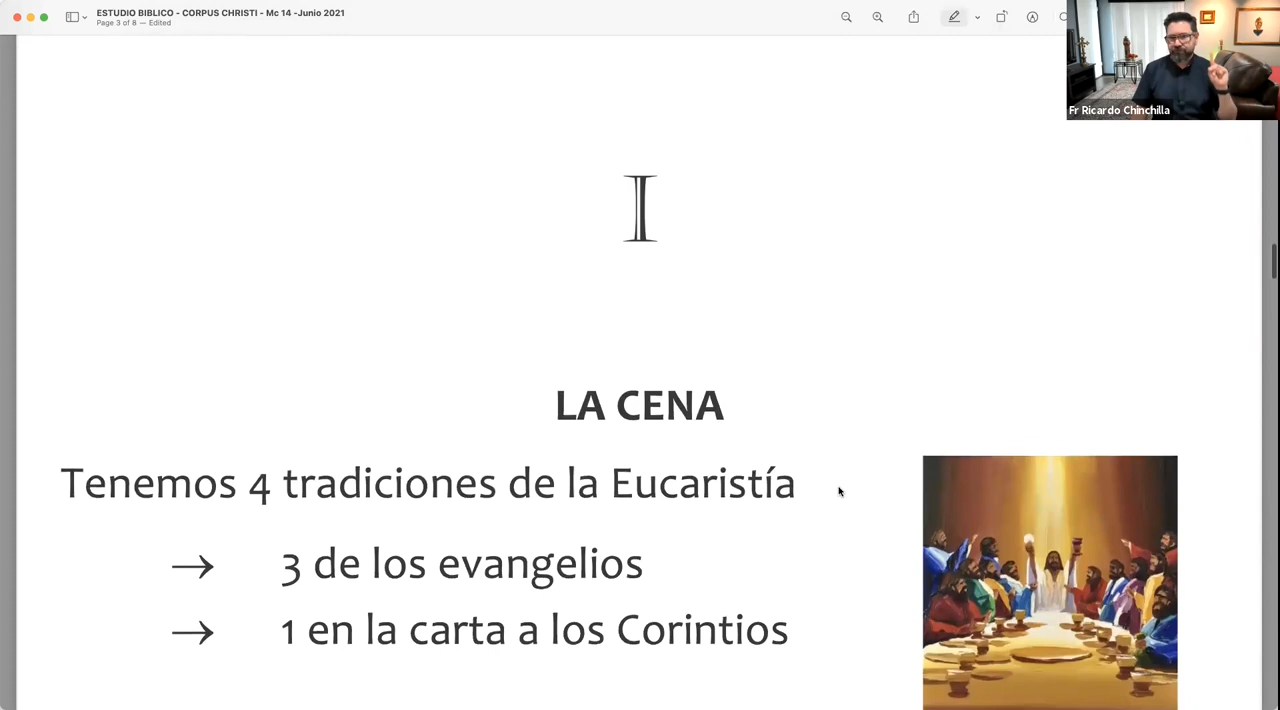 ESTUDIO BIBLICO - CORPUS CHRISTI - Mc 14 -Junio 2021
Page 3 of 8 — Edited
Fr Ricardo Chinchilla
I
LA CENA
Tenemos 4 tradiciones de la Eucaristía
→ 3 de los evangelios
→ 1 en la carta a los Corintios